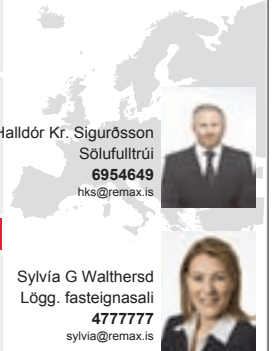 Halldór Kr. Sigurðsson
Sölufulltrúi
6954649
hks@remax.is
Sylvía G Walthersd
Lögg. fasteignasali
4777777
sylvia@remax.is